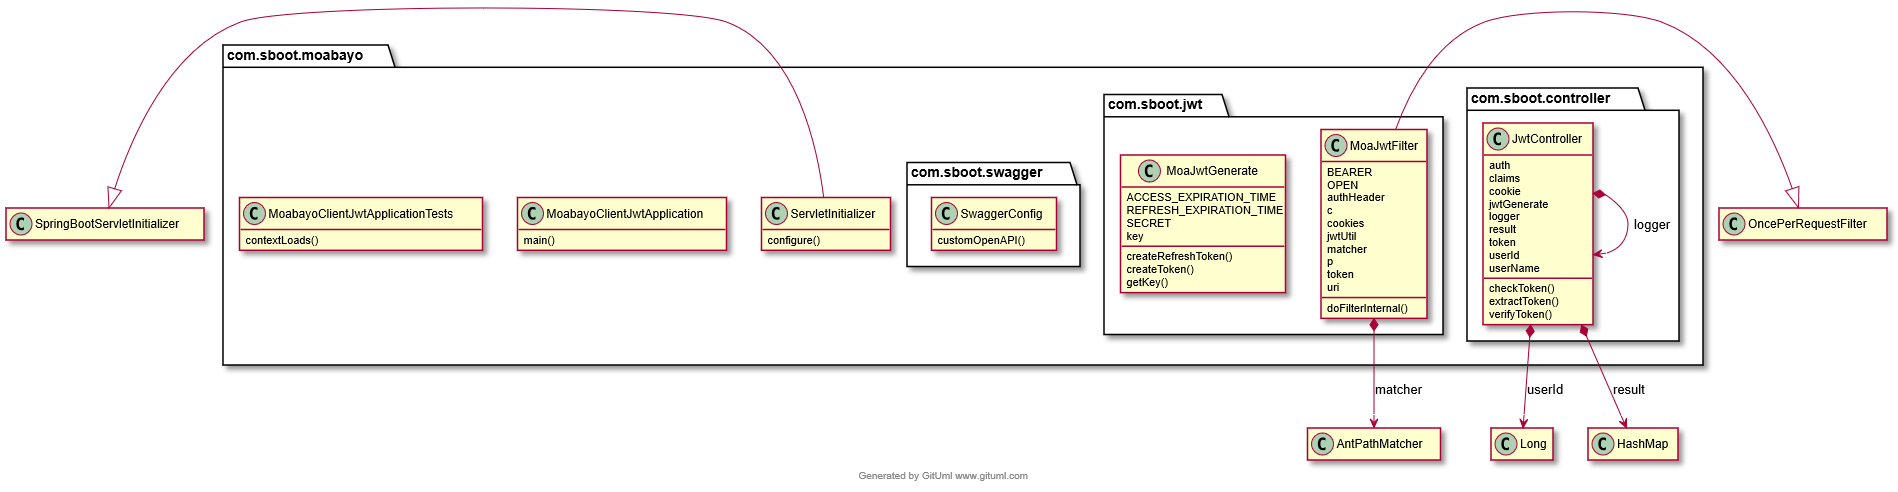 com.sboot.moabayo
com.sboot.jwt
com.sboot.controller
com.sboot.swagger
C SpringBootServletInitializer
C MoabayoClientJwtApplicationTests
contextLoads()
C MoabayoClientJwtApplication
main()
C ServletInitializer
configure()
C SwaggerConfig
customOpenAPI()
C MoaJwtGenerate
ACCESS_EXPIRATION_TIME
REFRESH_EXPIRATION_TIME
SECRET
key
createRefreshToken()
createToken()
getKey()
C MoaJwtFilter
BEARER
OPEN
authHeader
c
cookies
jwtUtil
matcher
p
token
uri
doFilterInternal()
C JwtController
auth
claims
cookie
jwtGenerate
logger
result
token
userId
userName
checkToken()
extractToken()
verifyToken()
logger
C OncePerRequestFilter
matcher
userId
result
C AntPathMatcher
C Long
C HashMap
Generated by GitUml www.gituml.com